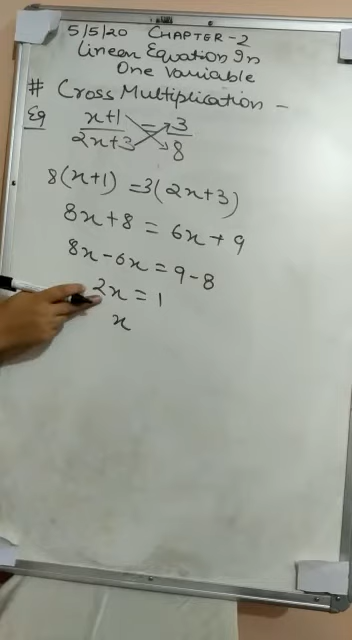 5/5/20 CHAPTER-2
Linear Equation In
One Variable
# Cross Multiplication -
Eg x+1/2x+3 = 3/8
8(x+1) = 3(2x+3)
8x+8 = 6x+9
8x-6x = 9-8
2x = 1
x